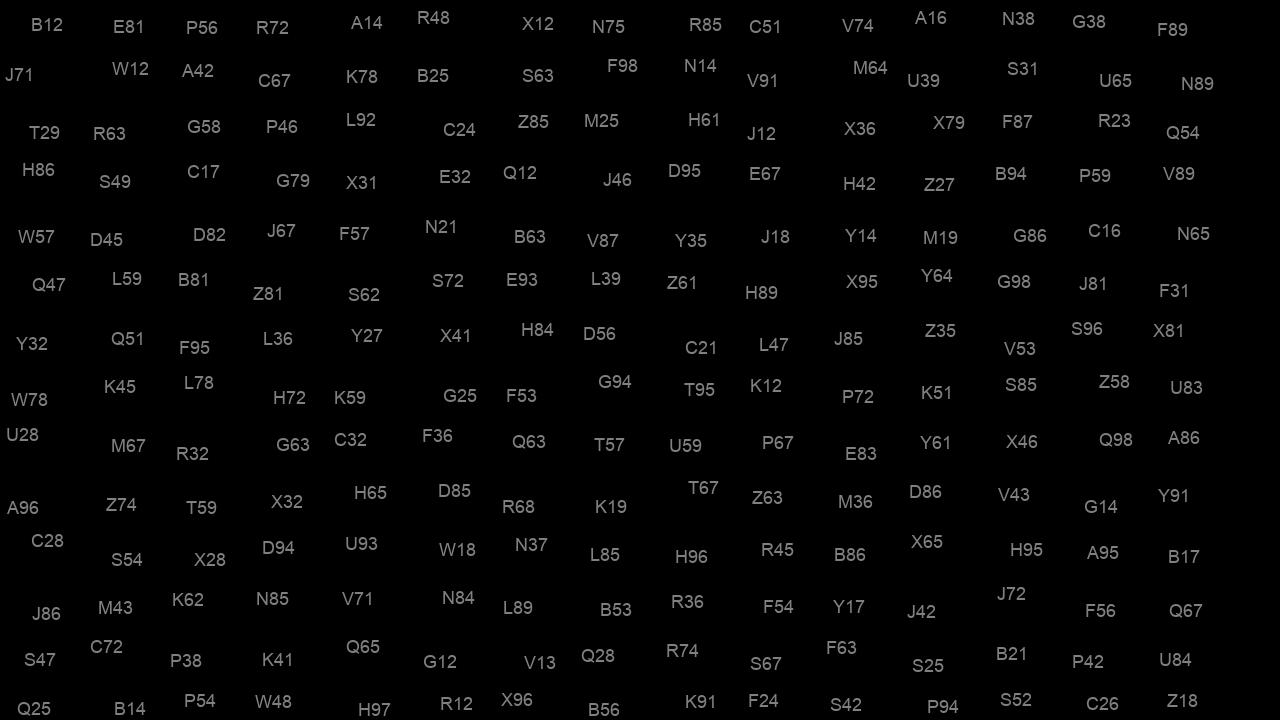 B12 E81 P56 R72 A14 R48 X12 N75 R85 C51 V74 A16 N38 G38 F89
J71 W12 A42 C67 K78 B25 S63 F98 N14 V91 M64 U39 S31 U65 N89
T29 R63 G58 P46 L92 C24 Z85 M25 H61 J12 X36 X79 F87 R23 Q54
H86 S49 C17 G79 X31 E32 Q12 J46 D95 E67 H42 Z27 B94 P59 V89
W57 D45 D82 J67 F57 N21 B63 V87 Y35 J18 Y14 M19 G86 C16 N65
Q47 L59 B81 Z81 S62 S72 E93 L39 Z61 H89 X95 Y64 G98 J81 F31
Y32 Q51 F95 L36 Y27 X41 H84 D56 C21 L47 J85 Z35 V53 S96 X81
W78 K45 L78 H72 K59 G25 F53 G94 T95 K12 P72 K51 S85 Z58 U83
U28 M67 R32 G63 C32 F36 Q63 T57 U59 P67 E83 Y61 X46 Q98 A86
A96 Z74 T59 X32 H65 D85 R68 K19 T67 Z63 M36 D86 V43 G14 Y91
C28 S54 X28 D94 U93 W18 N37 L85 H96 R45 B86 X65 H95 A95 B17
J86 M43 K62 N85 V71 N84 L89 B53 R36 F54 Y17 J42 J72 F56 Q67
S47 C72 P38 K41 Q65 G12 V13 Q28 R74 S67 F63 S25 B21 P42 U84
Q25 B14 P54 W48 H97 R12 X96 B56 K91 F24 S42 P94 S52 C26 Z18